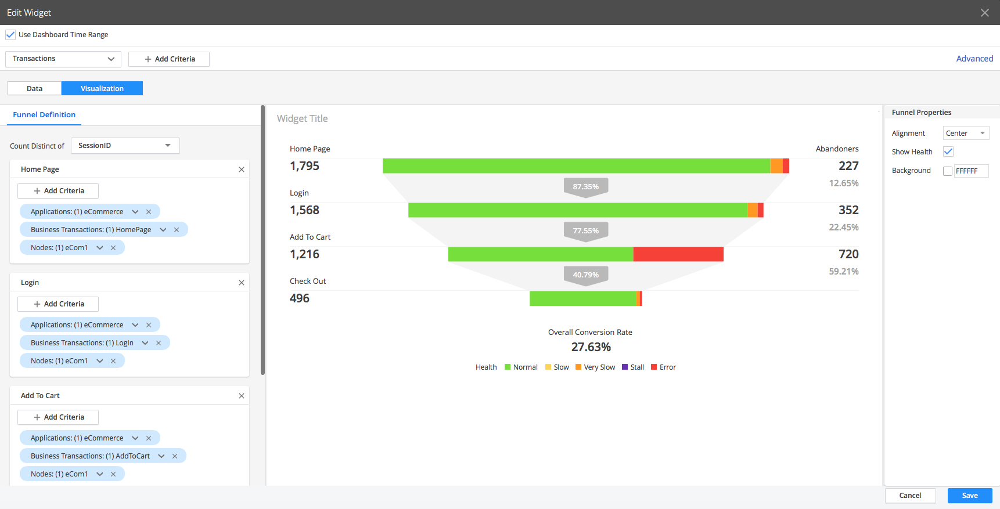 Edit Widget
Use Dashboard Time Range
Transactions
Add Criteria
Advanced
Data
Visualization
Funnel Definition
Count Distinct of
SessionID
Home Page
Add Criteria
Applications: (1) eCommerce
Business Transactions: (1) HomePage
Nodes: (1) eCom1
Login
Add Criteria
Applications: (1) eCommerce
Business Transactions: (1) LogIn
Nodes: (1) eCom1
Add To Cart
Add Criteria
Applications: (1) eCommerce
Business Transactions: (1) AddToCart
Nodes: (1) eCom1
Widget Title
Home Page
Abandoners
1,795
227
87.35%
12.65%
Login
1,568
352
77.55%
22.45%
Add To Cart
1,216
720
40.79%
59.21%
Check Out
496
Overall Conversion Rate
27.63%
Health Normal Slow Very Slow Stall Error
Funnel Properties
Alignment Center
Show Health
Background FFFFFF
Cancel
Save